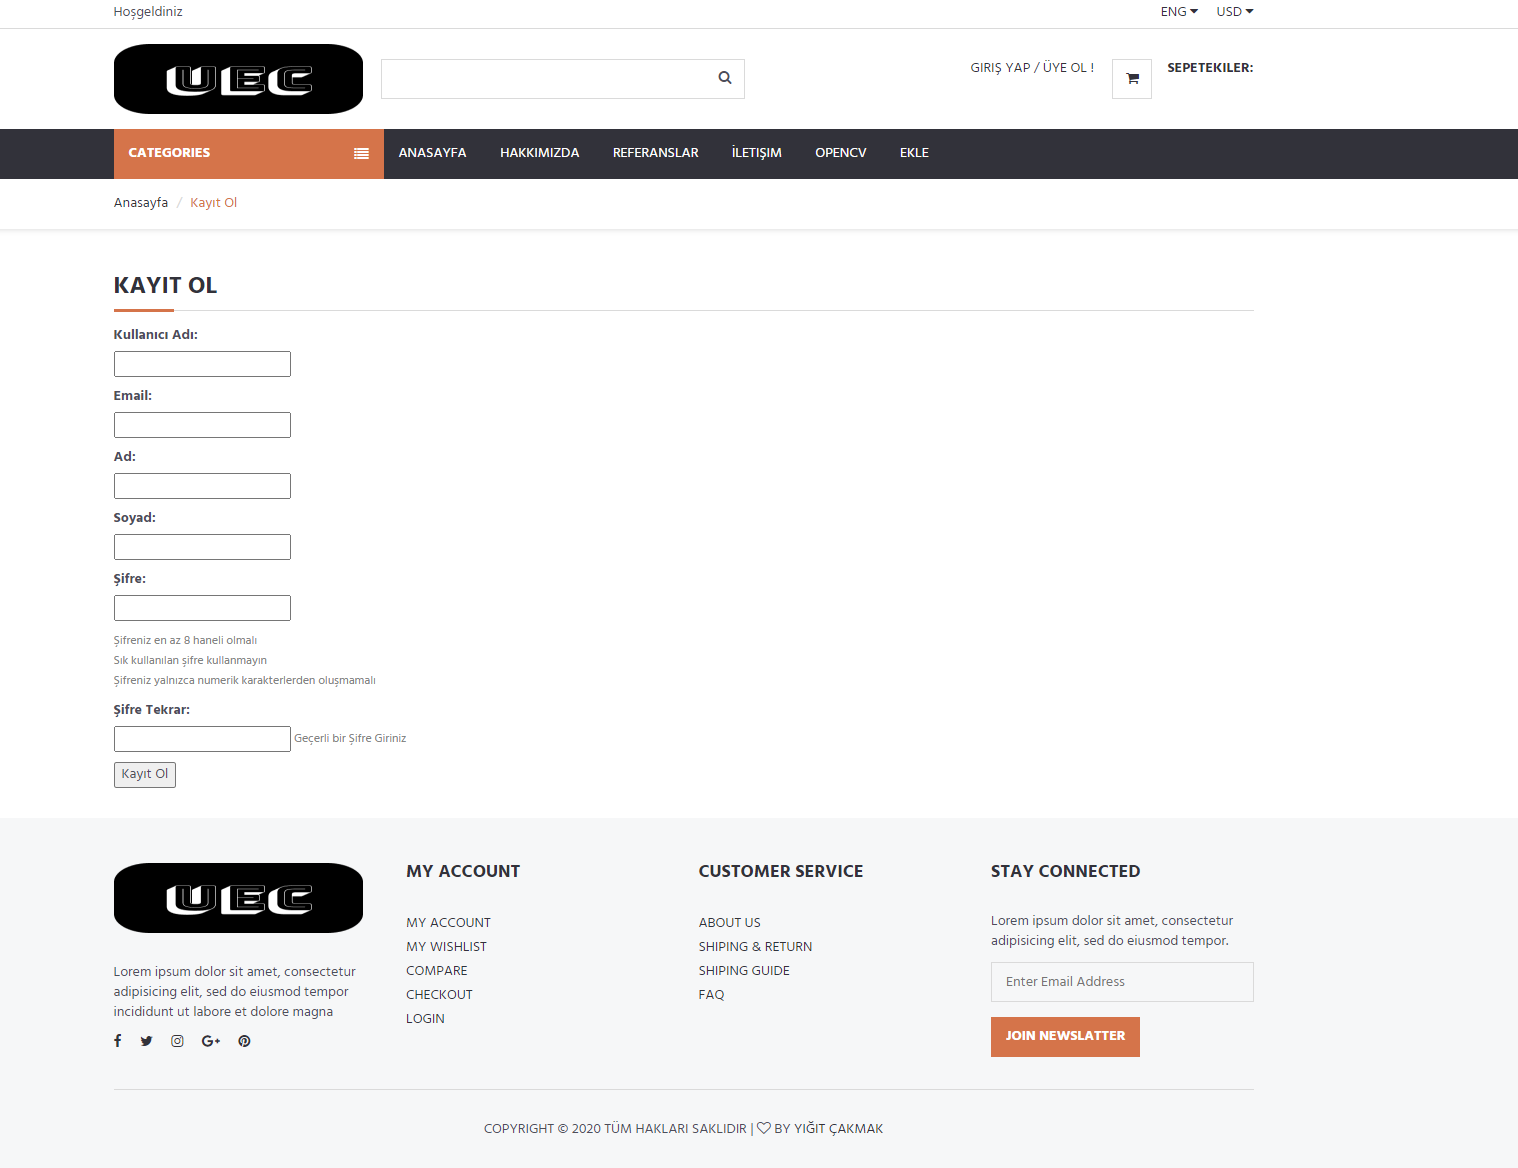 Hoşgeldiniz
ENG USD
UEC
GIRIŞ YAP / ÜYE OL !
SEPETEKILER:
CATEGORIES
ANASAYFA HAKKIMIZDA REFERANSLAR İLETIŞIM OPENCV EKLE
Anasayfa / Kayıt Ol
KAYIT OL
Kullanıcı Adı:
Email:
Ad:
Soyad:
Şifre:
Şifreniz en az 8 haneli olmalı
Sık kullanılan şifre kullanmayın
Şifreniz yalnızca numerik karakterlerden oluşmamalı
Şifre Tekrar:
Geçerli bir Şifre Giriniz
Kayıt Ol
UEC
Lorem ipsum dolor sit amet, consectetur
adipisicing elit, sed do eiusmod tempor
incididunt ut labore et dolore magna
MY ACCOUNT
MY ACCOUNT
MY WISHLIST
COMPARE
CHECKOUT
LOGIN
CUSTOMER SERVICE
ABOUT US
SHIPING & RETURN
SHIPING GUIDE
FAQ
STAY CONNECTED
Lorem ipsum dolor sit amet, consectetur
adipisicing elit, sed do eiusmod tempor.
Enter Email Address
JOIN NEWSLATTER
COPYRIGHT © 2020 TÜM HAKLARI SAKLIDIR | ♡ BY YIĞIT ÇAKMAK